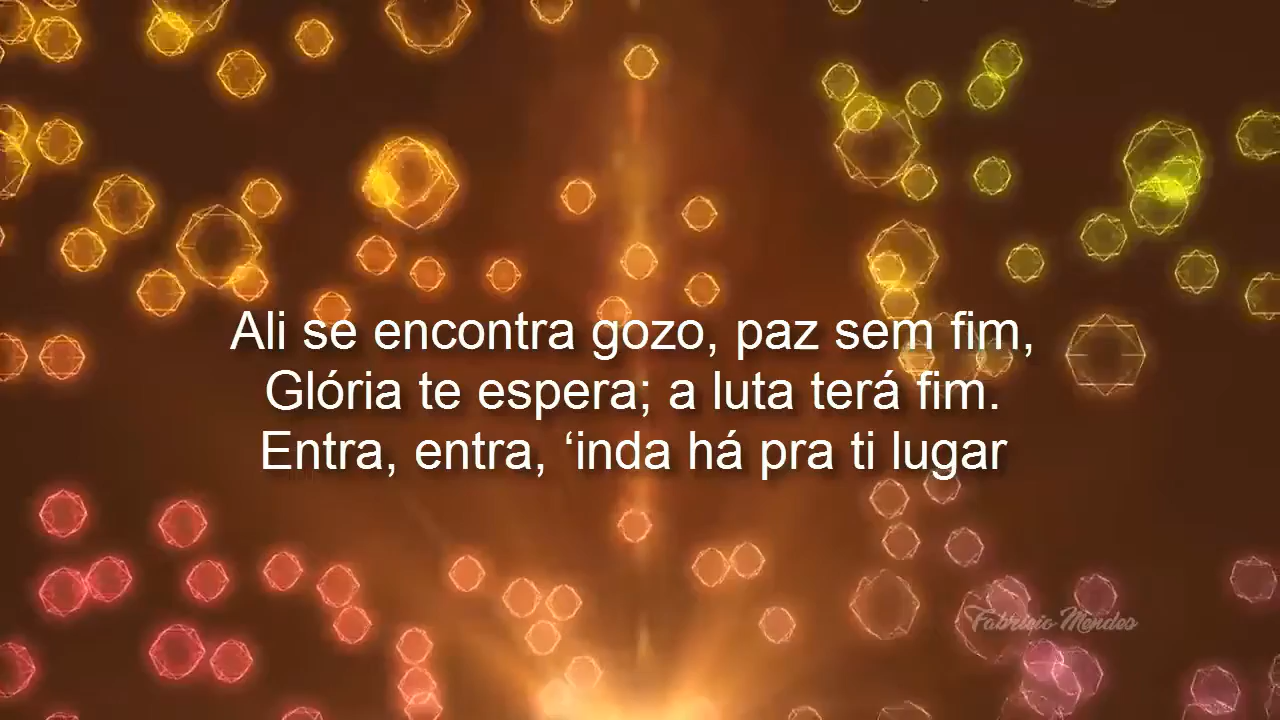 Ali se encontra gozo, paz sem fim,
Glória te espera; a luta terá fim.
Entra, entra, ‘inda há pra ti lugar
Fabricio Mendes